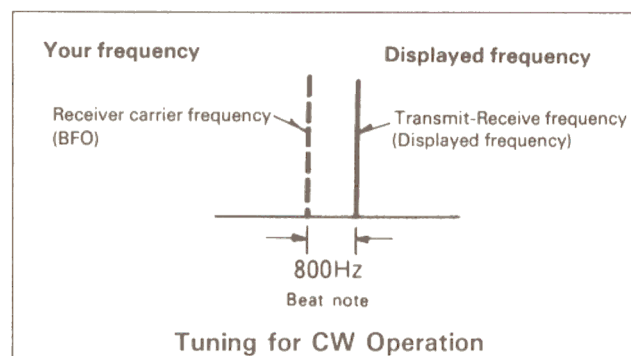 Your frequency
Displayed frequency
Receiver carrier frequency
(BFO)
Transmit-Receive frequency
(Displayed frequency)
800Hz
Beat note
Tuning for CW Operation